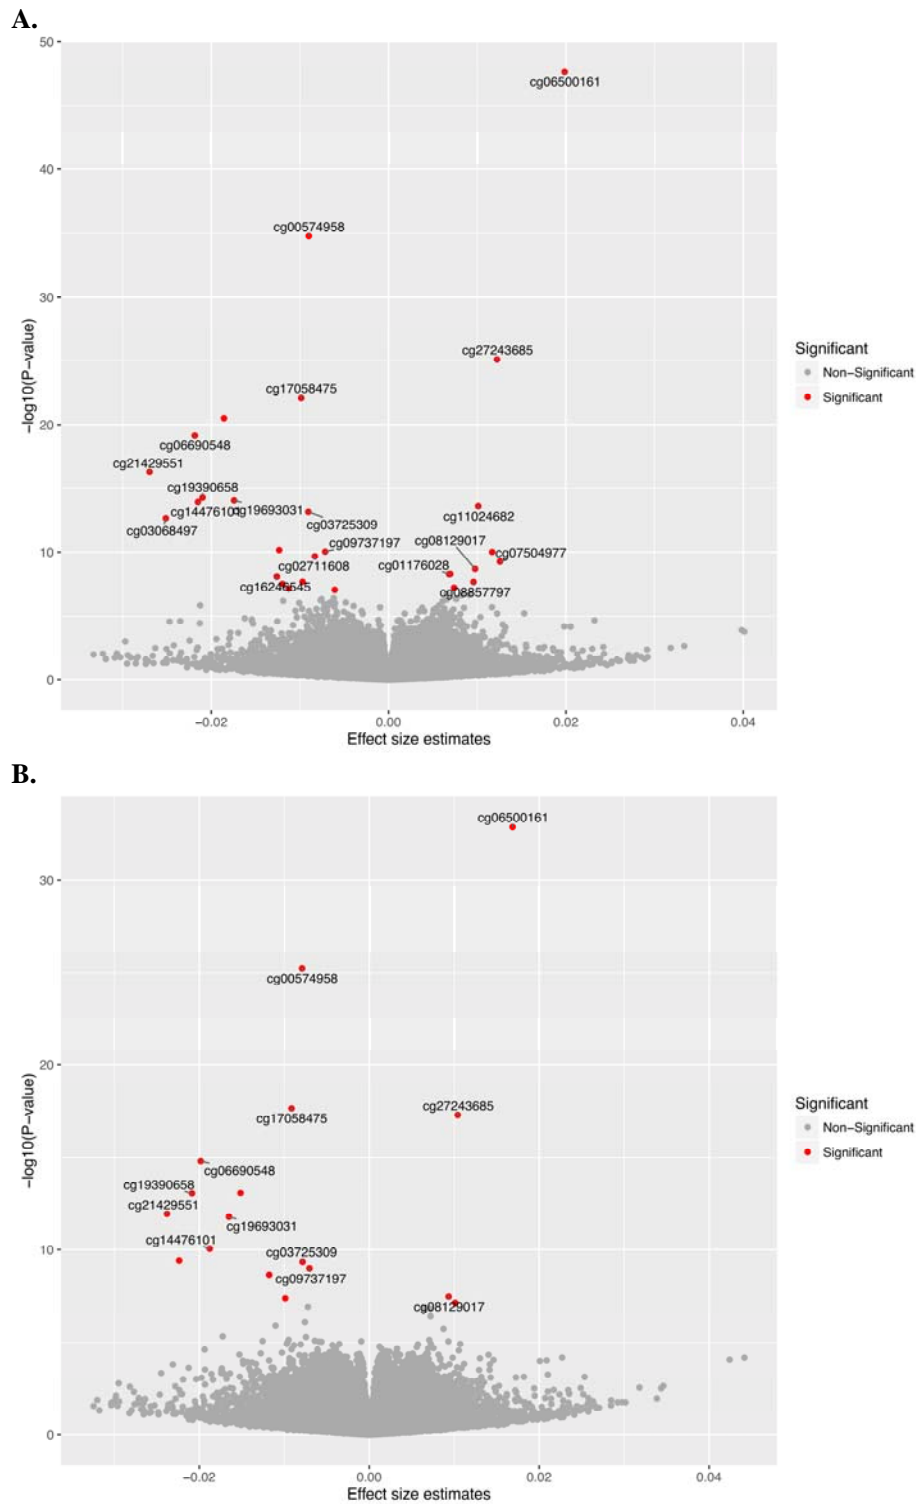 A.
50
cg06500161
40
cg00574958
30
cg27243685
cg17058475
−log10(P−value)
20
cg06690548
cg21429551
cg19390658
cg14476101
cg19693031
cg03068497
cg03725309
cg11024682
cg09737197
cg08129017
cg07504977
10
cg02711608
cg01176028
cg16246545
cg08857797
0
−0.02
0.00
0.02
0.04
Effect size estimates
Significant
Non−Significant
Significant
B.
cg06500161
30
cg00574958
20
cg27243685
cg17058475
−log10(P−value)
cg06690548
cg19390658
cg21429551
cg19693031
cg14476101
10
cg03725309
cg09737197
cg08129017
0
−0.02
0.00
0.02
0.04
Effect size estimates
Significant
Non−Significant
Significant